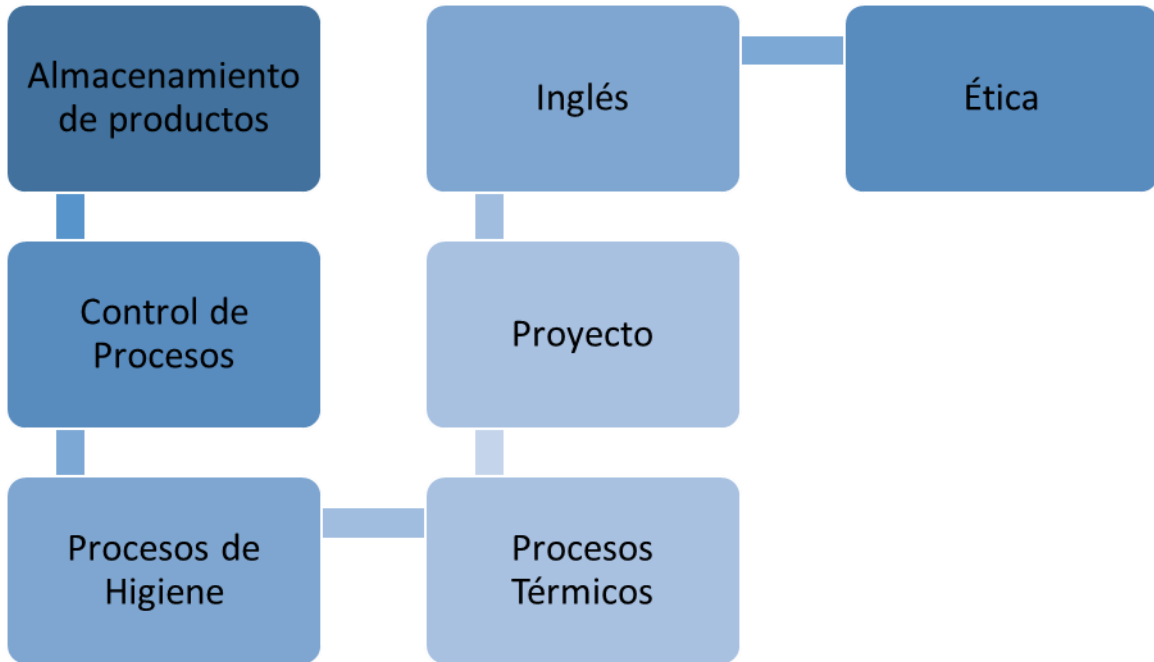 Almacenamiento
de productos
Control de
Procesos
Procesos de
Higiene
Procesos
Térmicos
Proyecto
Inglés
Ética